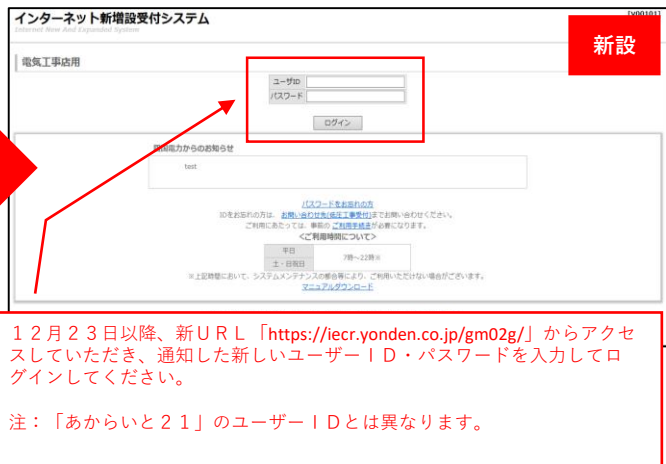 インターネット新増設受付システム
Internet New And Expanded System
[V00101]
新設
電気工事店用
ユーザID
パスワード
ログイン
電力からのお知らせ
test
パスワードをお忘れの方
IDをお忘れの方は、お問い合わせ先(低圧工事受付)までお問い合わせください。
ご利用にあたっては、事前のご利用手続きが必要になります。
<ご利用時間について>
平日
7時~22時※
土・日祝日
※上記時間において、システムメンテナンスの都合等により、ご利用いただけない場合がございます。
マニュアルダウンロード
12月23日以降、新URL「https://iecr.yonden.co.jp/gm02g/」からアクセ
スしていただき、通知した新しいユーザーID・パスワードを入力してロ
グインしてください。
注:「あからいと21」のユーザーIDとは異なります。